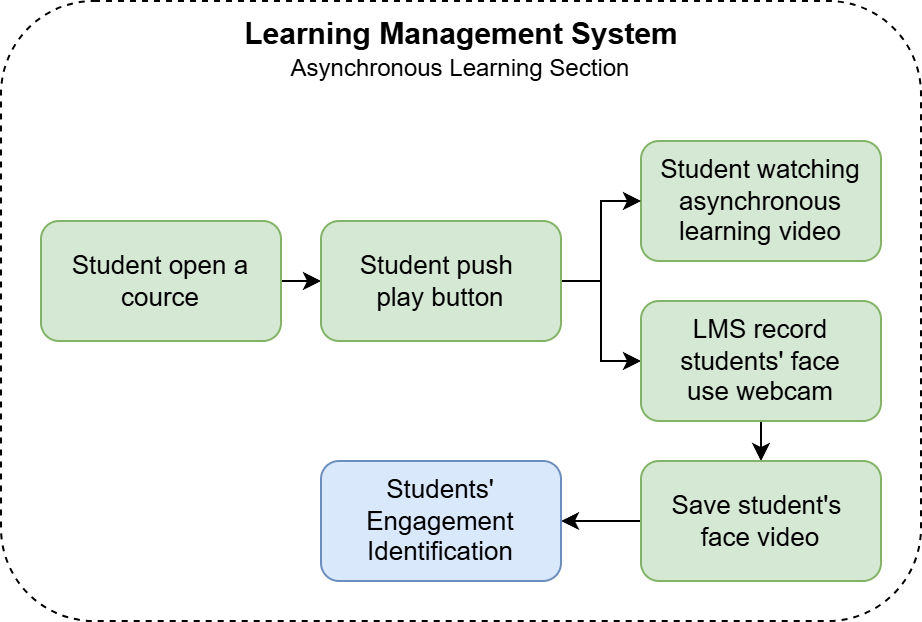 Learning Management System
Asynchronous Learning Section
Student open a
cource
Student push
play button
Student watching
asynchronous
learning video
LMS record
students' face
use webcam
Save student's
face video
Students'
Engagement
Identification